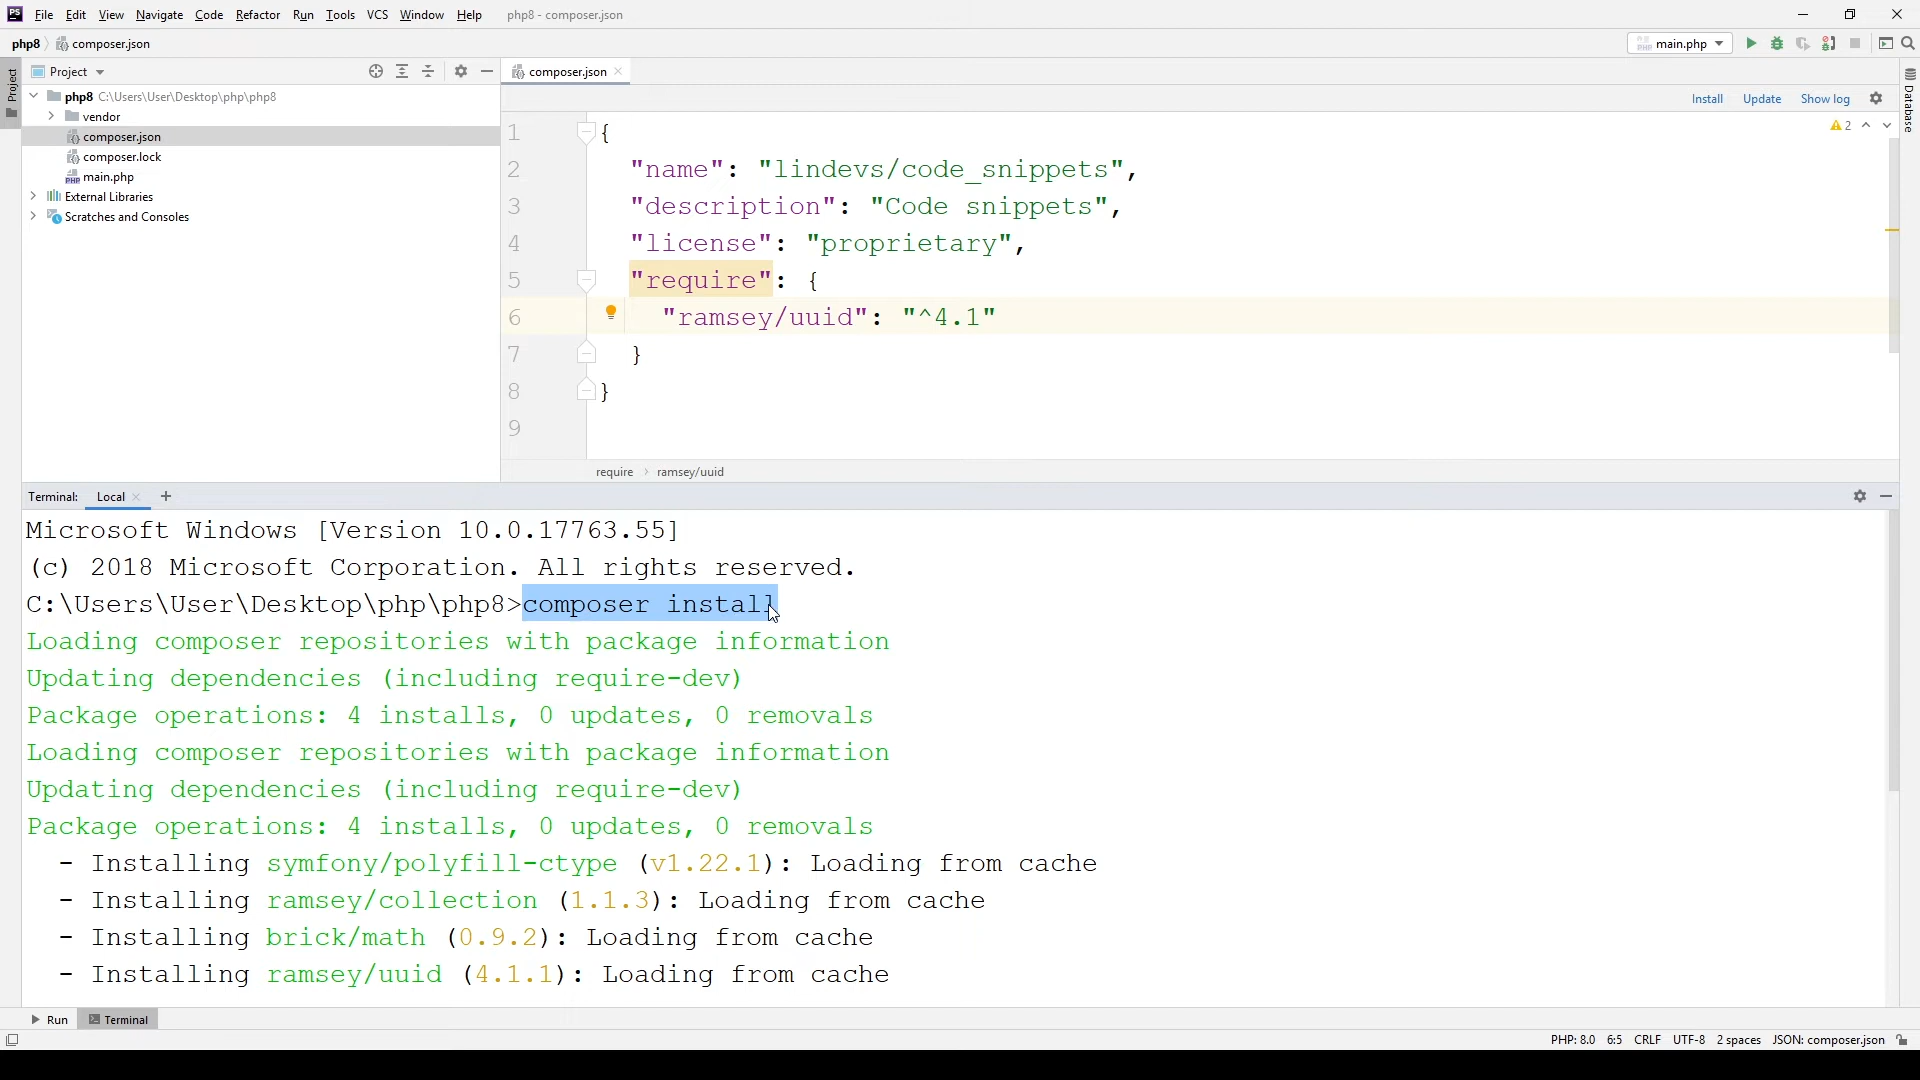 PS File Edit View Navigate Code Refactor Run Tools VCS Window Help php8 - composer.json
php8 composer.json main.php
Project
Project
composer.json
php8 C:\Users\User\Desktop\php\php8
vendor
composer.json
composer.lock
main.php
External Libraries
Scratches and Consoles
Install Update Show log
2
Database
1 {
2 "name": "lindevs/code_snippets",
3 "description": "Code snippets",
4 "license": "proprietary",
5 "require": {
6 "ramsey/uuid": "^4.1"
7 }
8 }
9
require ramsey/uuid
Terminal: Local
Microsoft Windows [Version 10.0.17763.55]
(c) 2018 Microsoft Corporation. All rights reserved.
C:\Users\User\Desktop\php\php8>composer install
Loading composer repositories with package information
Updating dependencies (including require-dev)
Package operations: 4 installs, 0 updates, 0 removals
Loading composer repositories with package information
Updating dependencies (including require-dev)
Package operations: 4 installs, 0 updates, 0 removals
- Installing symfony/polyfill-ctype (v1.22.1): Loading from cache
- Installing ramsey/collection (1.1.3): Loading from cache
- Installing brick/math (0.9.2): Loading from cache
- Installing ramsey/uuid (4.1.1): Loading from cache
Run Terminal
PHP: 8.0 6:5 CRLF UTF-8 2 spaces JSON: composer.json